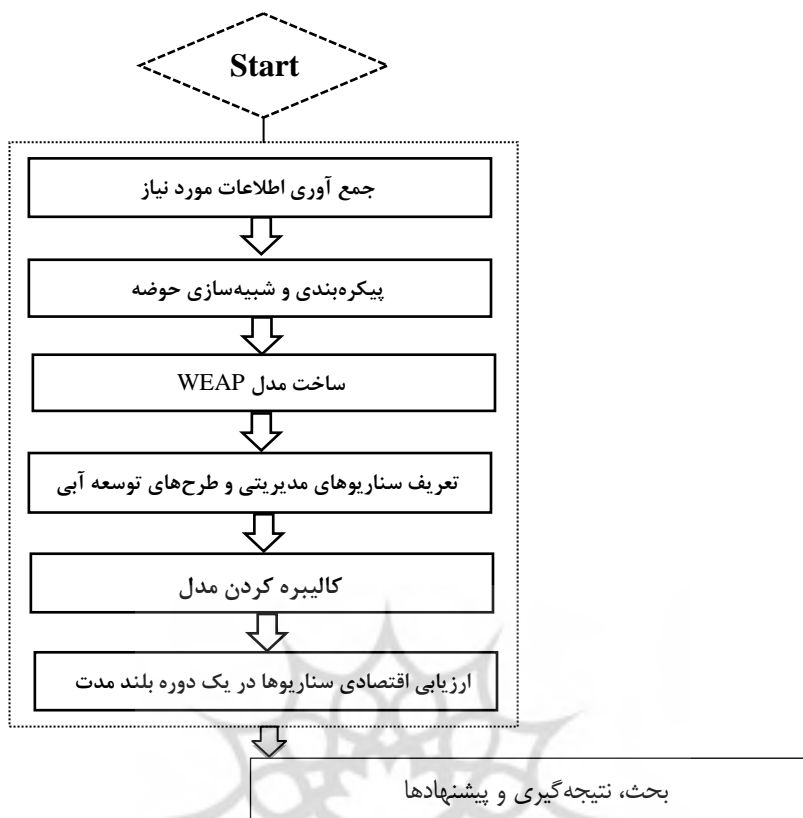 Start
جمع آوری اطلاعات مورد نیاز
پیکره‌بندی و شبیه‌سازی حوضه
ساخت مدل WEAP
تعریف سناریوهای مدیریتی و طرح‌های توسعه آبی
کالیبره کردن مدل
ارزیابی اقتصادی سناریوها در یک دوره بلند مدت
بحث، نتیجه‌گیری و پیشنهادها